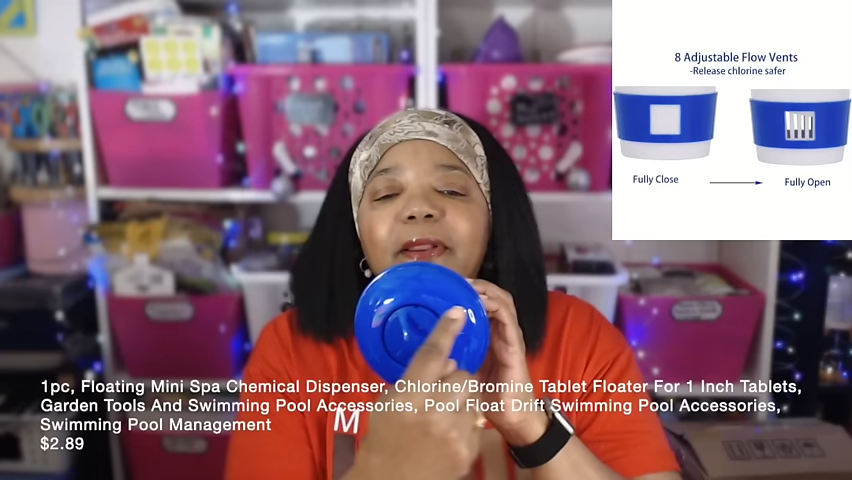 8 Adjustable Flow Vents
-Release chlorine safer
Fully Close
Fully Open
1pc, Floating Mini Spa Chemical Dispenser, Chlorine/Bromine Tablet Floater For 1 Inch Tablets,
Garden Tools And Swimming Pool Accessories, Pool Float Drift Swimming Pool Accessories,
Swimming Pool Management
$2.89
M